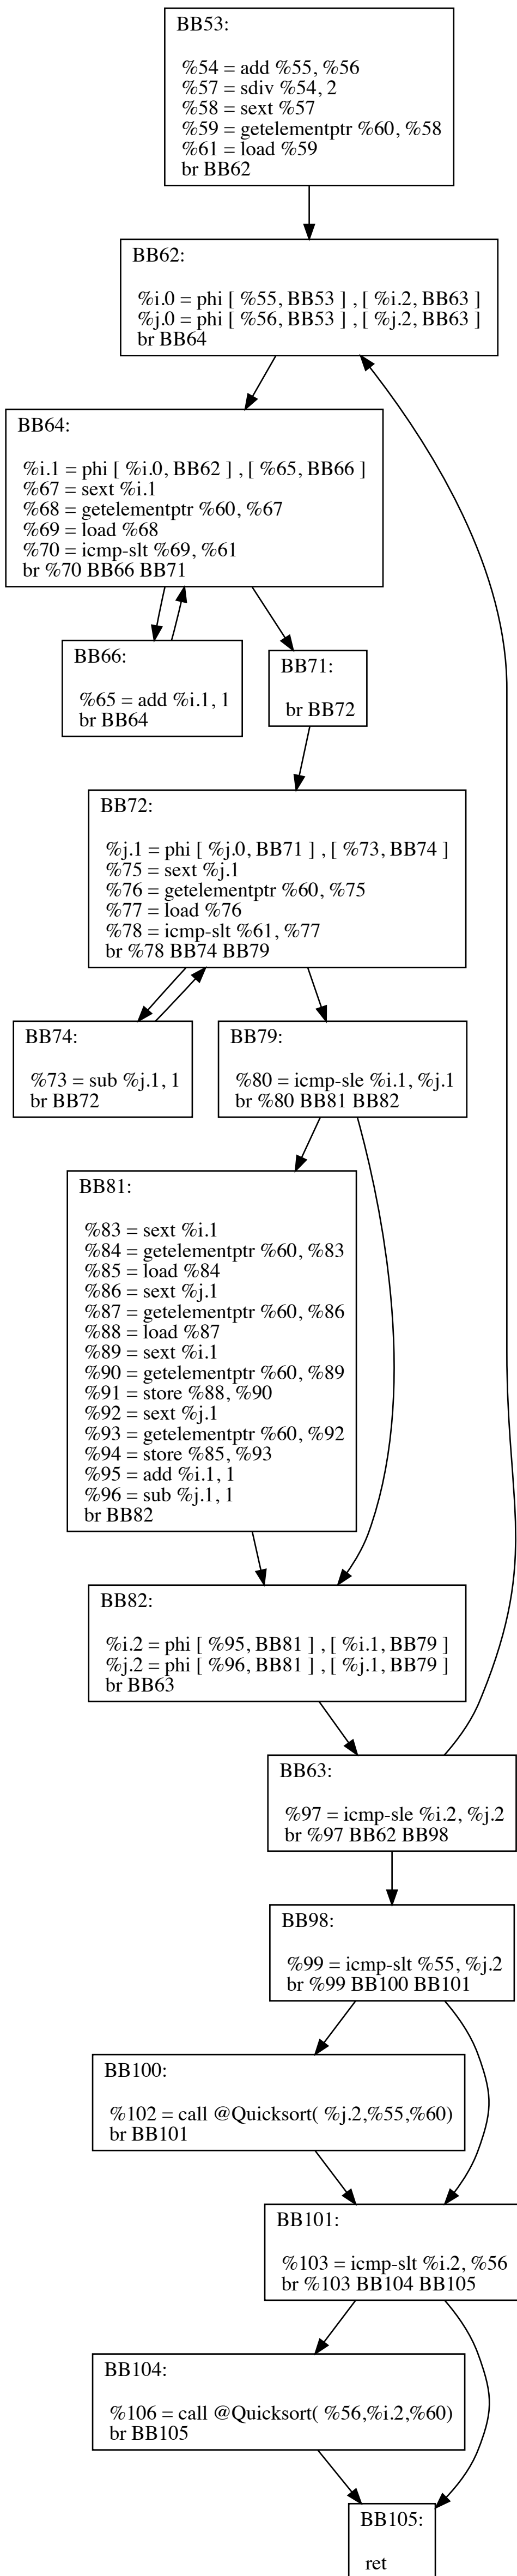 BB53:
%54 = add %55, %56
%57 = sdiv %54, 2
%58 = sext %57
%59 = getelementptr %60, %58
%61 = load %59
br BB62
BB62:
%i.0 = phi [ %55, BB53 ] , [ %i.2, BB63 ]
%j.0 = phi [ %56, BB53 ] , [ %j.2, BB63 ]
br BB64
BB64:
%i.1 = phi [ %i.0, BB62 ] , [ %65, BB66 ]
%67 = sext %i.1
%68 = getelementptr %60, %67
%69 = load %68
%70 = icmp-slt %69, %61
br %70 BB66 BB71
BB66:
%65 = add %i.1, 1
br BB64
BB71:
br BB72
BB72:
%j.1 = phi [ %j.0, BB71 ] , [ %73, BB74 ]
%75 = sext %j.1
%76 = getelementptr %60, %75
%77 = load %76
%78 = icmp-slt %61, %77
br %78 BB74 BB79
BB74:
%73 = sub %j.1, 1
br BB72
BB79:
%80 = icmp-sle %i.1, %j.1
br %80 BB81 BB82
BB81:
%83 = sext %i.1
%84 = getelementptr %60, %83
%85 = load %84
%86 = sext %j.1
%87 = getelementptr %60, %86
%88 = load %87
%89 = sext %i.1
%90 = getelementptr %60, %89
%91 = store %88, %90
%92 = sext %j.1
%93 = getelementptr %60, %92
%94 = store %85, %93
%95 = add %i.1, 1
%96 = sub %j.1, 1
br BB82
BB82:
%i.2 = phi [ %95, BB81 ] , [ %i.1, BB79 ]
%j.2 = phi [ %96, BB81 ] , [ %j.1, BB79 ]
br BB63
BB63:
%97 = icmp-sle %i.2, %j.2
br %97 BB62 BB98
BB98:
%99 = icmp-slt %55, %j.2
br %99 BB100 BB101
BB100:
%102 = call @Quicksort( %j.2,%55,%60)
br BB101
BB101:
%103 = icmp-slt %i.2, %56
br %103 BB104 BB105
BB104:
%106 = call @Quicksort( %56,%i.2,%60)
br BB105
BB105:
ret